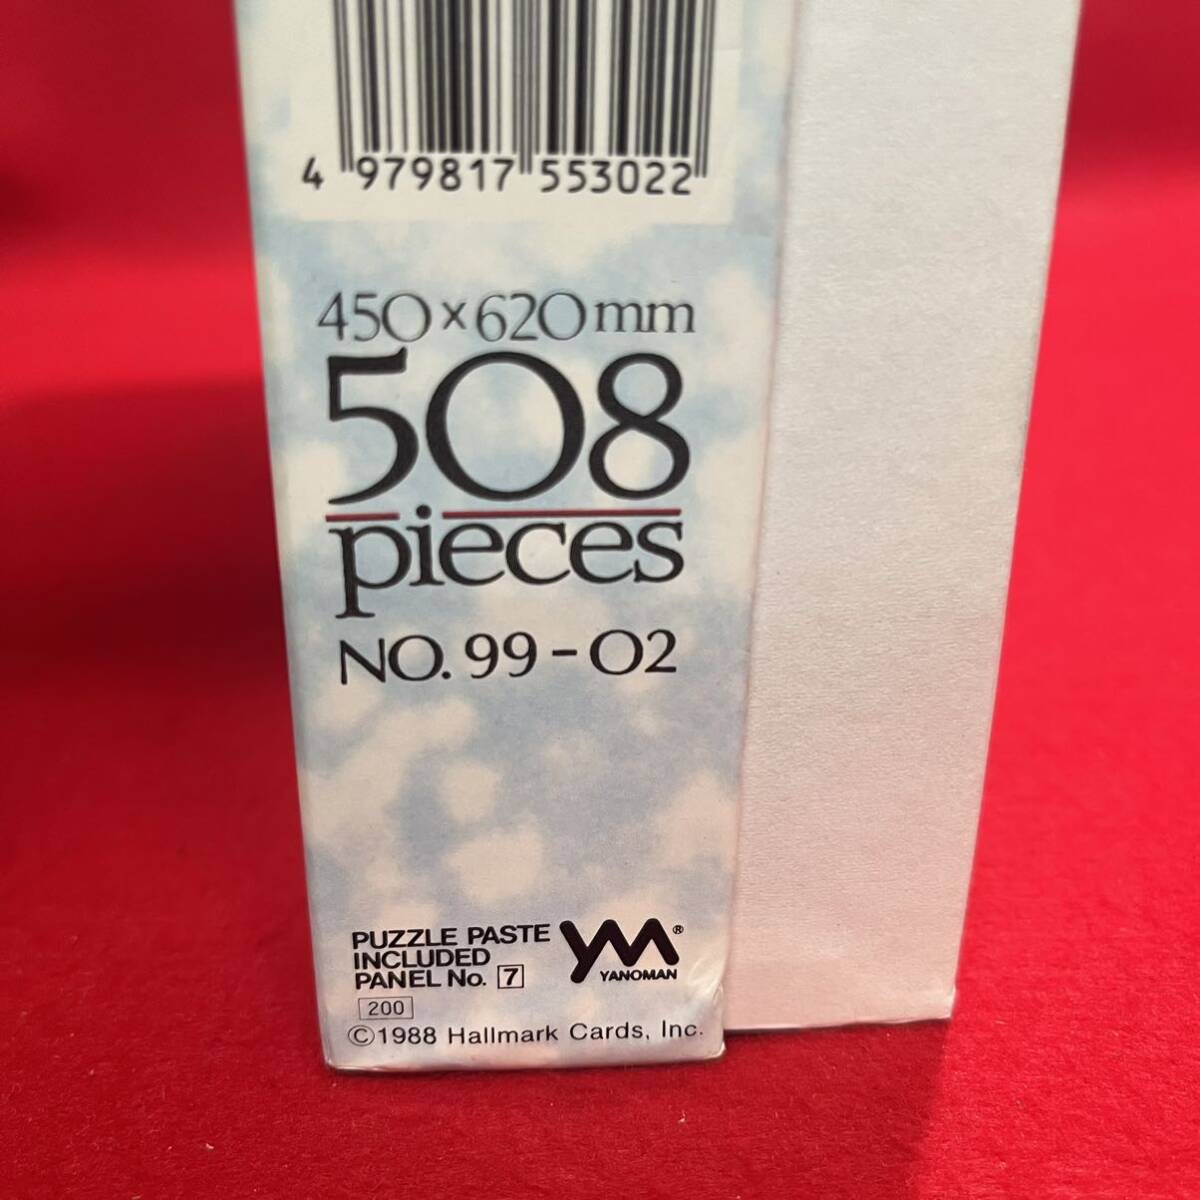 4 979817 553022
450×620mm
508
pieces
NO. 99-02
PUZZLE PASTE
INCLUDED
PANEL No. 7
YM®
YANOMAN
200
©1988 Hallmark Cards, Inc.